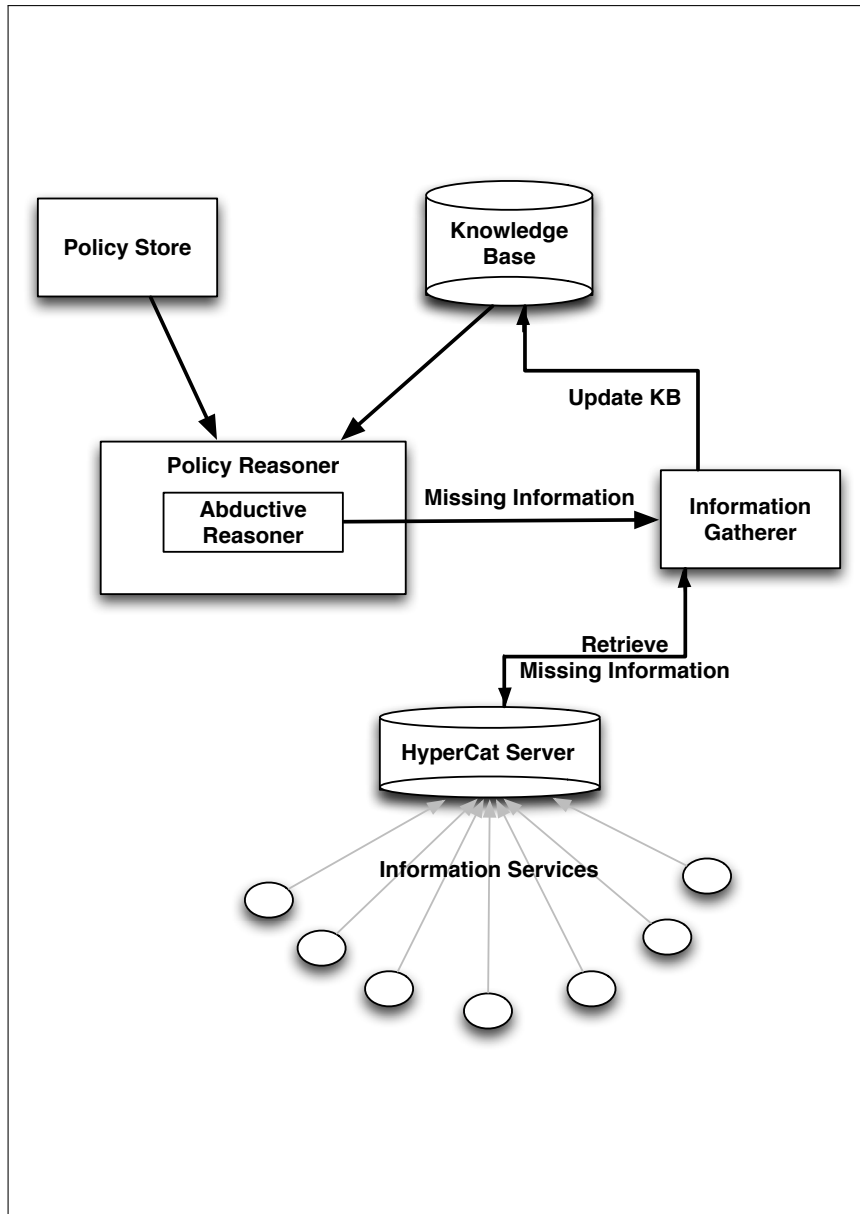 Policy Store
Knowledge
Base
Update KB
Policy Reasoner
Abductive
Reasoner
Missing Information
Information
Gatherer
Retrieve
Missing Information
HyperCat Server
Information Services